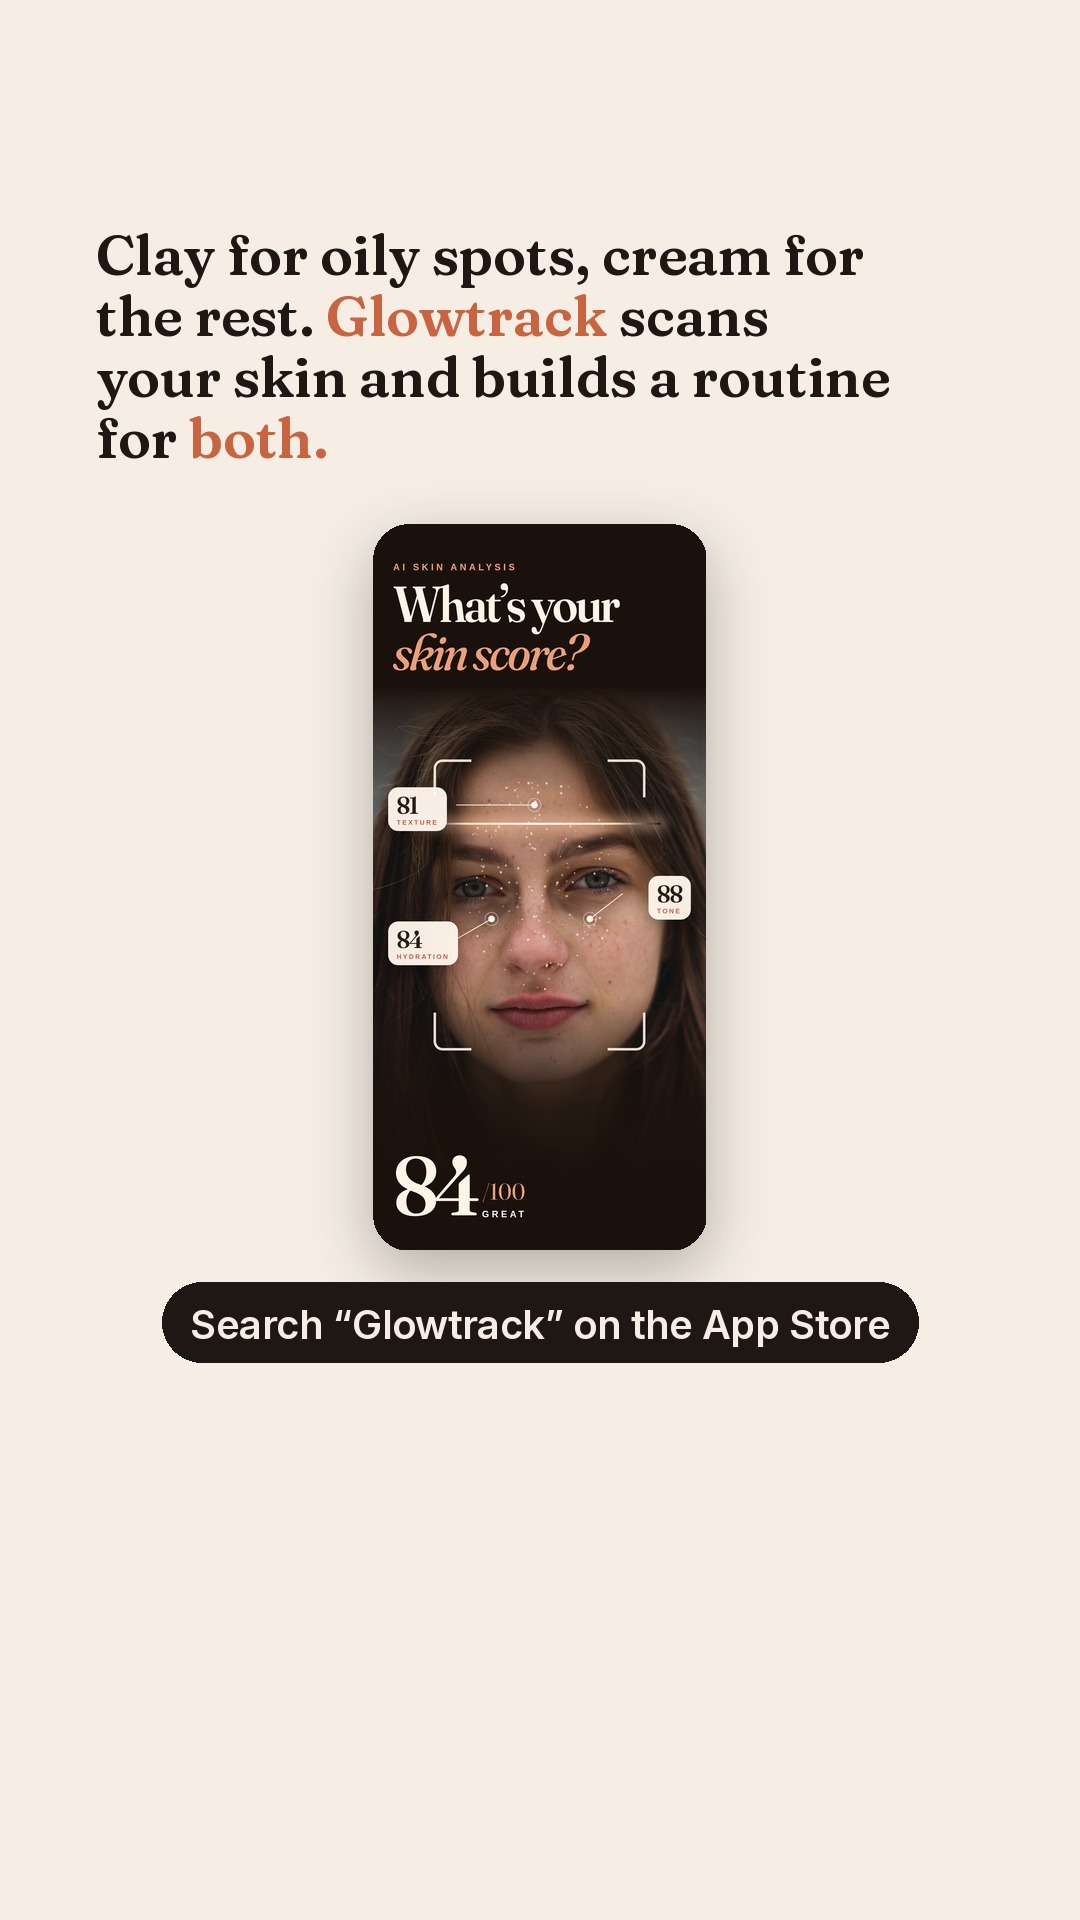 Clay for oily spots, cream for
the rest. Glowtrack scans
your skin and builds a routine
for both.
AI SKIN ANALYSIS
What’s your
skin score?
81
TEXTURE
88
TONE
84
HYDRATION
84 /100
GREAT
Search “Glowtrack” on the App Store